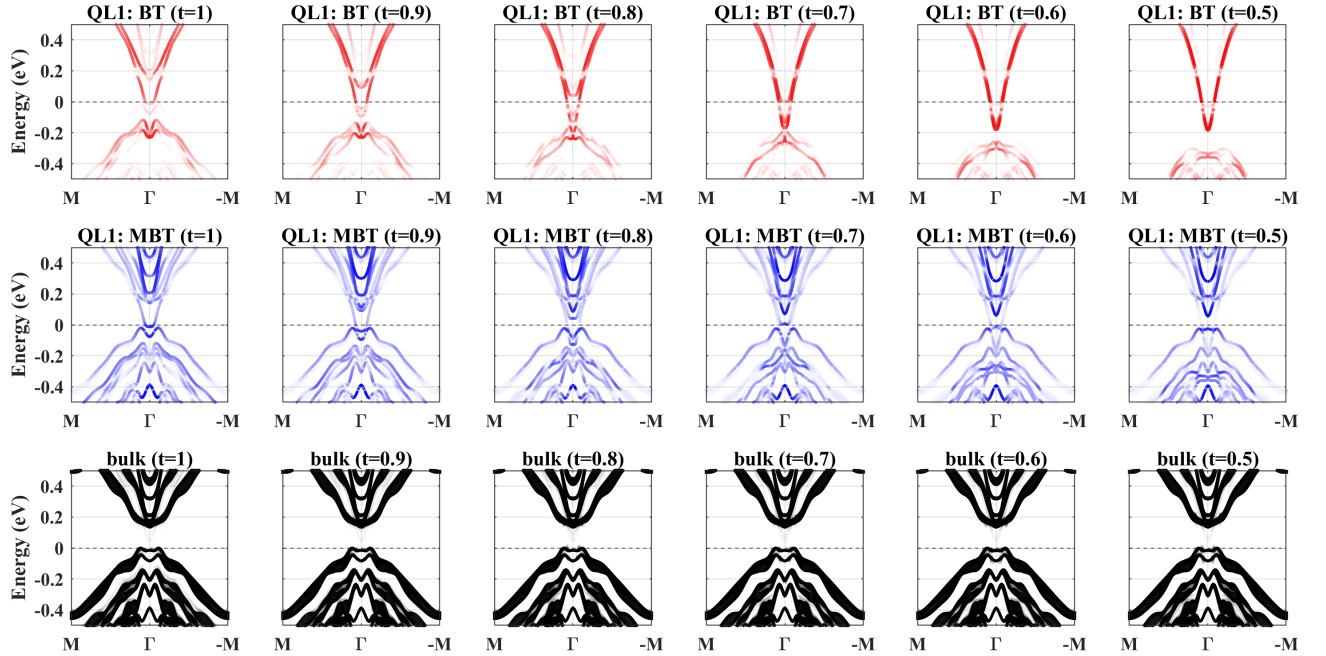 QL1: BT (t=1) QL1: BT (t=0.9) QL1: BT (t=0.8) QL1: BT (t=0.7) QL1: BT (t=0.6) QL1: BT (t=0.5)
0.4
0.2
0
-0.2
-0.4
Energy (eV)
M Γ -M M Γ -M M Γ -M M Γ -M M Γ -M M Γ -M
QL1: MBT (t=1) QL1: MBT (t=0.9) QL1: MBT (t=0.8) QL1: MBT (t=0.7) QL1: MBT (t=0.6) QL1: MBT (t=0.5)
0.4
0.2
0
-0.2
-0.4
Energy (eV)
M Γ -M M Γ -M M Γ -M M Γ -M M Γ -M M Γ -M
bulk (t=1) bulk (t=0.9) bulk (t=0.8) bulk (t=0.7) bulk (t=0.6) bulk (t=0.5)
0.4
0.2
0
-0.2
-0.4
Energy (eV)
M Γ -M M Γ -M M Γ -M M Γ -M M Γ -M M Γ -M